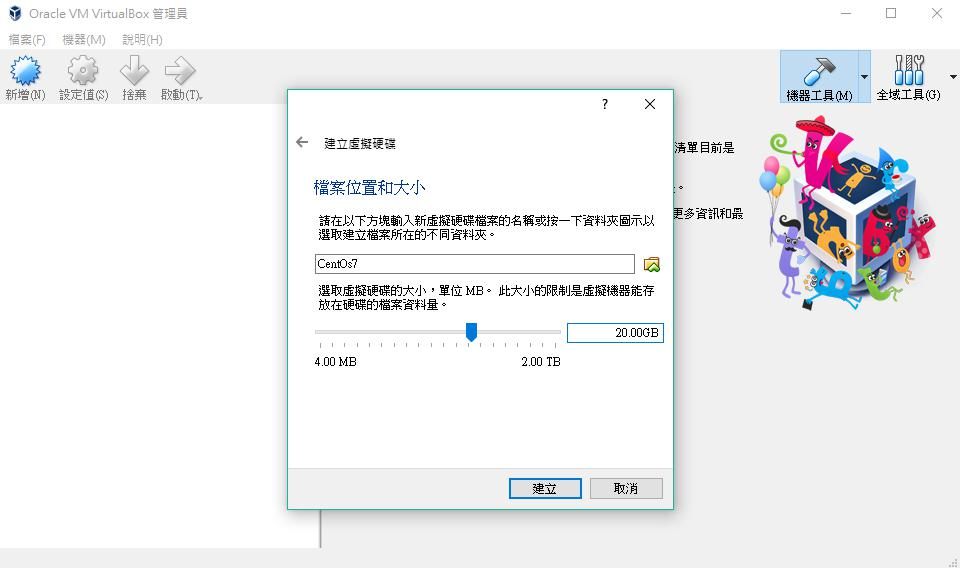 Oracle VM VirtualBox 管理員
檔案(F) 機器(M) 說明(H)
新增(N) 設定值(S) 捨棄 啟動(T)
機器工具(M) 全域工具(G)
?
建立虛擬硬碟
清單目前是
檔案位置和大小
。
更多資訊和最
請在以下方塊輸入新虛擬硬碟檔案的名稱或按一下資料夾圖示以
選取建立檔案所在的不同資料夾。
CentOs7
選取虛擬硬碟的大小，單位 MB。 此大小的限制是虛擬機器能存
放在硬碟的檔案資料量。
20.00GB
4.00 MB 2.00 TB
建立 取消